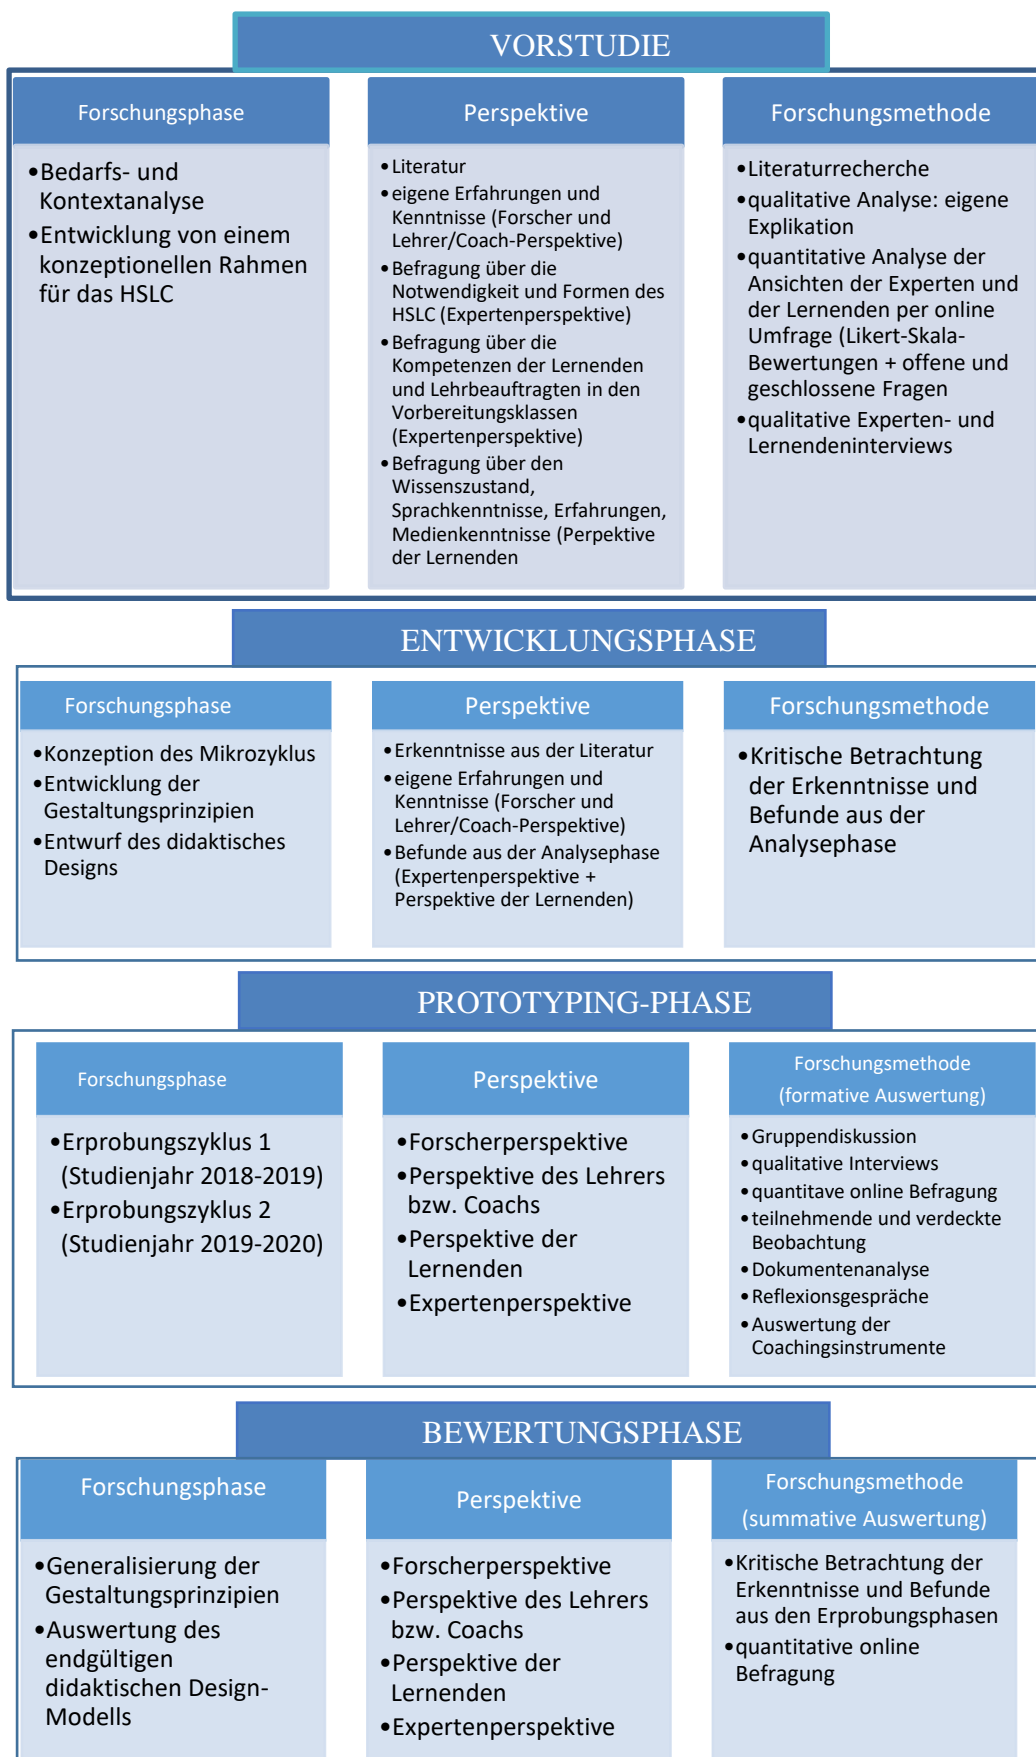 VORSTUDIE
Forschungsphase
•Bedarfs- und
Kontextanalyse
•Entwicklung von einem
konzeptionellen Rahmen
für das HSLC
Perspektive
•Literatur
•eigene Erfahrungen und
Kenntnisse (Forscher und
Lehrer/Coach-Perspektive)
•Befragung über die
Notwendigkeit und Formen des
HSLC (Expertenperspektive)
•Befragung über die
Kompetenzen der Lernenden
und Lehrbeauftragten in den
Vorbereitungsklassen
(Expertenperspektive)
•Befragung über den
Wissenszustand,
Sprachkenntnisse, Erfahrungen,
Medienkenntnisse (Perpektive
der Lernenden
Forschungsmethode
•Literaturrecherche
•qualitative Analyse: eigene
Explikation
•quantitative Analyse der
Ansichten der Experten und
der Lernenden per online
Umfrage (Likert-Skala-
Bewertungen + offene und
geschlossene Fragen
•qualitative Experten- und
Lernendeninterviews
ENTWICKLUNGSPHASE
Forschungsphase
•Konzeption des Mikrozyklus
•Entwicklung der
Gestaltungsprinzipien
•Entwurf des didaktisches
Designs
Perspektive
•Erkenntnisse aus der Literatur
•eigene Erfahrungen und
Kenntnisse (Forscher und
Lehrer/Coach-Perspektive)
•Befunde aus der Analysephase
(Expertenperspektive +
Perspektive der Lernenden)
Forschungsmethode
•Kritische Betrachtung
der Erkenntnisse und
Befunde aus der
Analysephase
PROTOTYPING-PHASE
Forschungsphase
•Erprobungszyklus 1
(Studienjahr 2018-2019)
•Erprobungszyklus 2
(Studienjahr 2019-2020)
Perspektive
•Forscherperspektive
•Perspektive des Lehrers
bzw. Coachs
•Perspektive der
Lernenden
•Expertenperspektive
Forschungsmethode
(formative Auswertung)
•Gruppendiskussion
•qualitative Interviews
•quantitave online Befragung
•teilnehmende und verdeckte
Beobachtung
•Dokumentenanalyse
•Reflexionsgespräche
•Auswertung der
Coachingsinstrumente
BEWERTUNGSPHASE
Forschungsphase
•Generalisierung der
Gestaltungsprinzipien
•Auswertung des
endgültigen
didaktischen Design-
Modells
Perspektive
•Forscherperspektive
•Perspektive des Lehrers
bzw. Coachs
•Perspektive der
Lernenden
•Expertenperspektive
Forschungsmethode
(summative Auswertung)
•Kritische Betrachtung der
Erkenntnisse und Befunde
aus den Erprobungsphasen
•quantitative online
Befragung